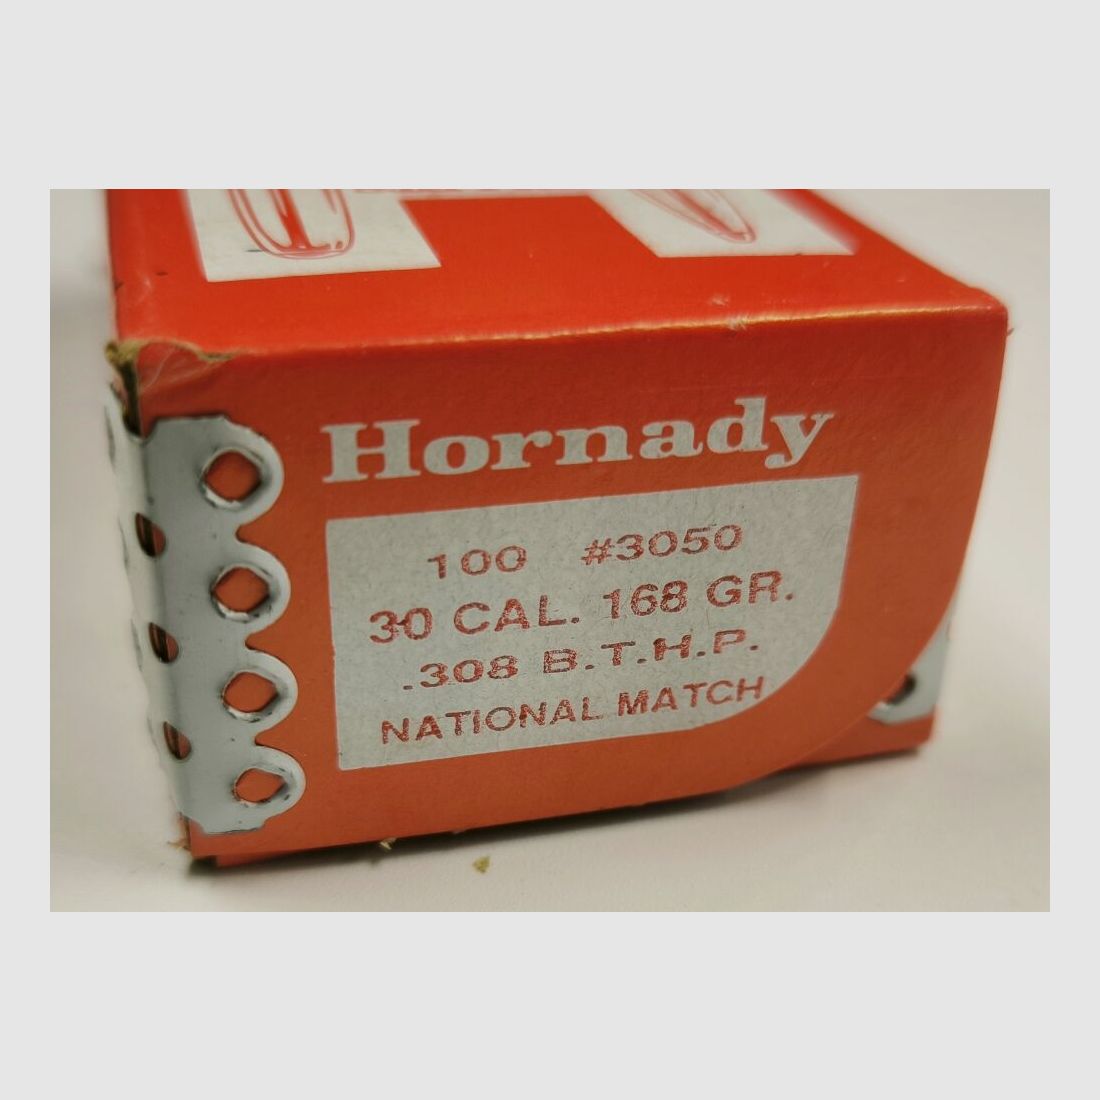 Hornady
100 #3050
30 CAL. 168 GR.
.308 B.T.H.P.
NATIONAL MATCH